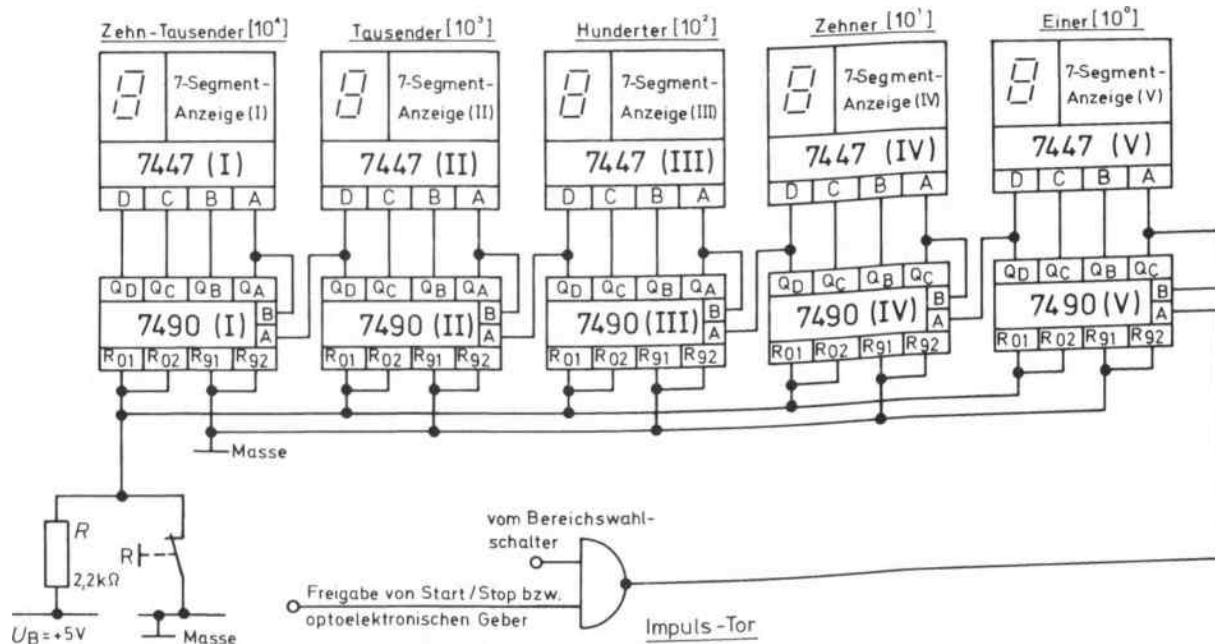 Zehn-Tausender [10⁴]
Tausender [10³]
Hunderter [10²]
Zehner [10¹]
Einer [10⁰]
7-Segment-
Anzeige (I)
7-Segment-
Anzeige (II)
7-Segment-
Anzeige (III)
7-Segment-
Anzeige (IV)
7-Segment-
Anzeige (V)
7447 (I)
7447 (II)
7447 (III)
7447 (IV)
7447 (V)
D C B A
D C B A
D C B A
D C B A
D C B A
QD QC QB QA
QD QC QB QA
QD QC QB QA
QD QC QB QC
QD QC QB QC
7490 (I) B A
7490 (II) B A
7490 (III) B A
7490 (IV) B A
7490 (V) B A
R01 R02 R91 R92
R01 R02 R91 R92
R01 R02 R91 R92
R01 R02 R91 R92
R01 R02 R91 R92
Masse
R
2,2kΩ
R
UB = +5V
Masse
vom Bereichswahl-
schalter
Freigabe von Start/Stop bzw.
optoelektronischen Geber
Impuls-Tor